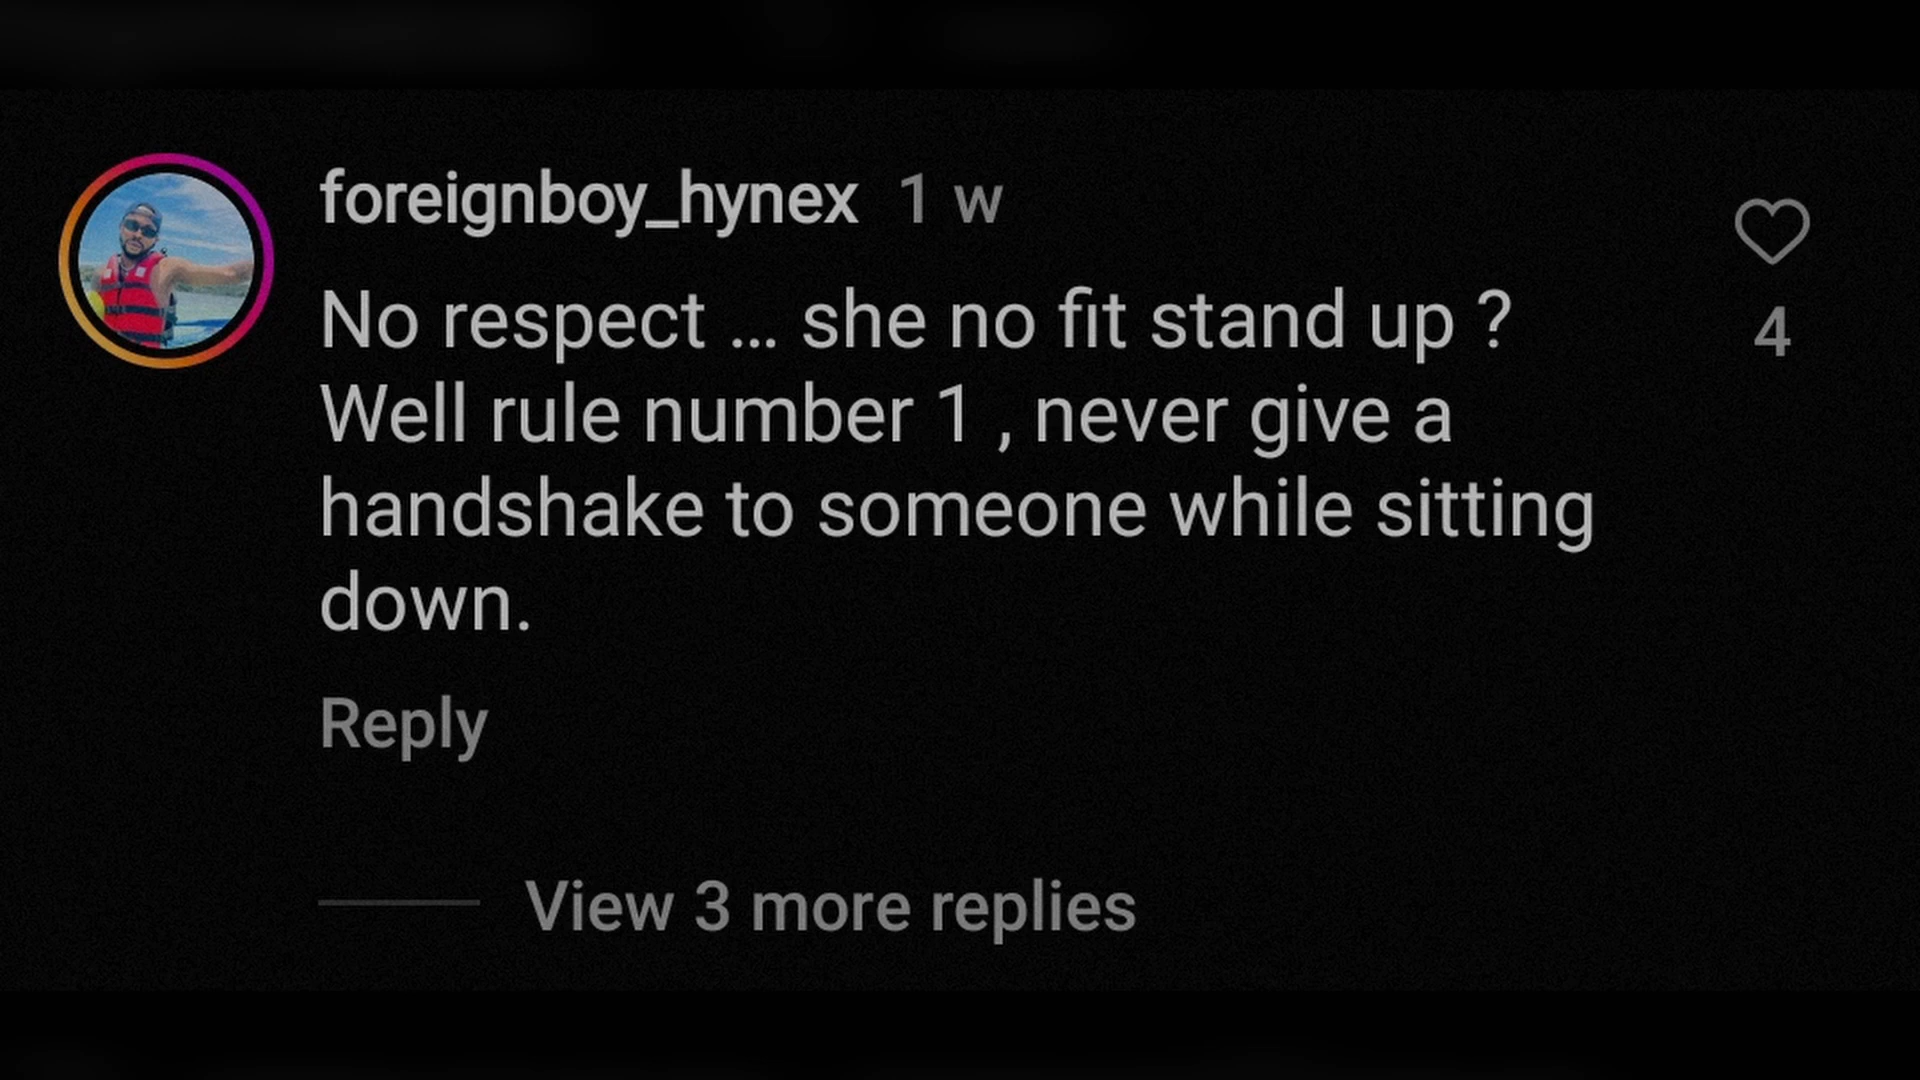 foreignboy_hynex 1 w
No respect ... she no fit stand up ?
Well rule number 1 , never give a
handshake to someone while sitting
down.
4
Reply
View 3 more replies